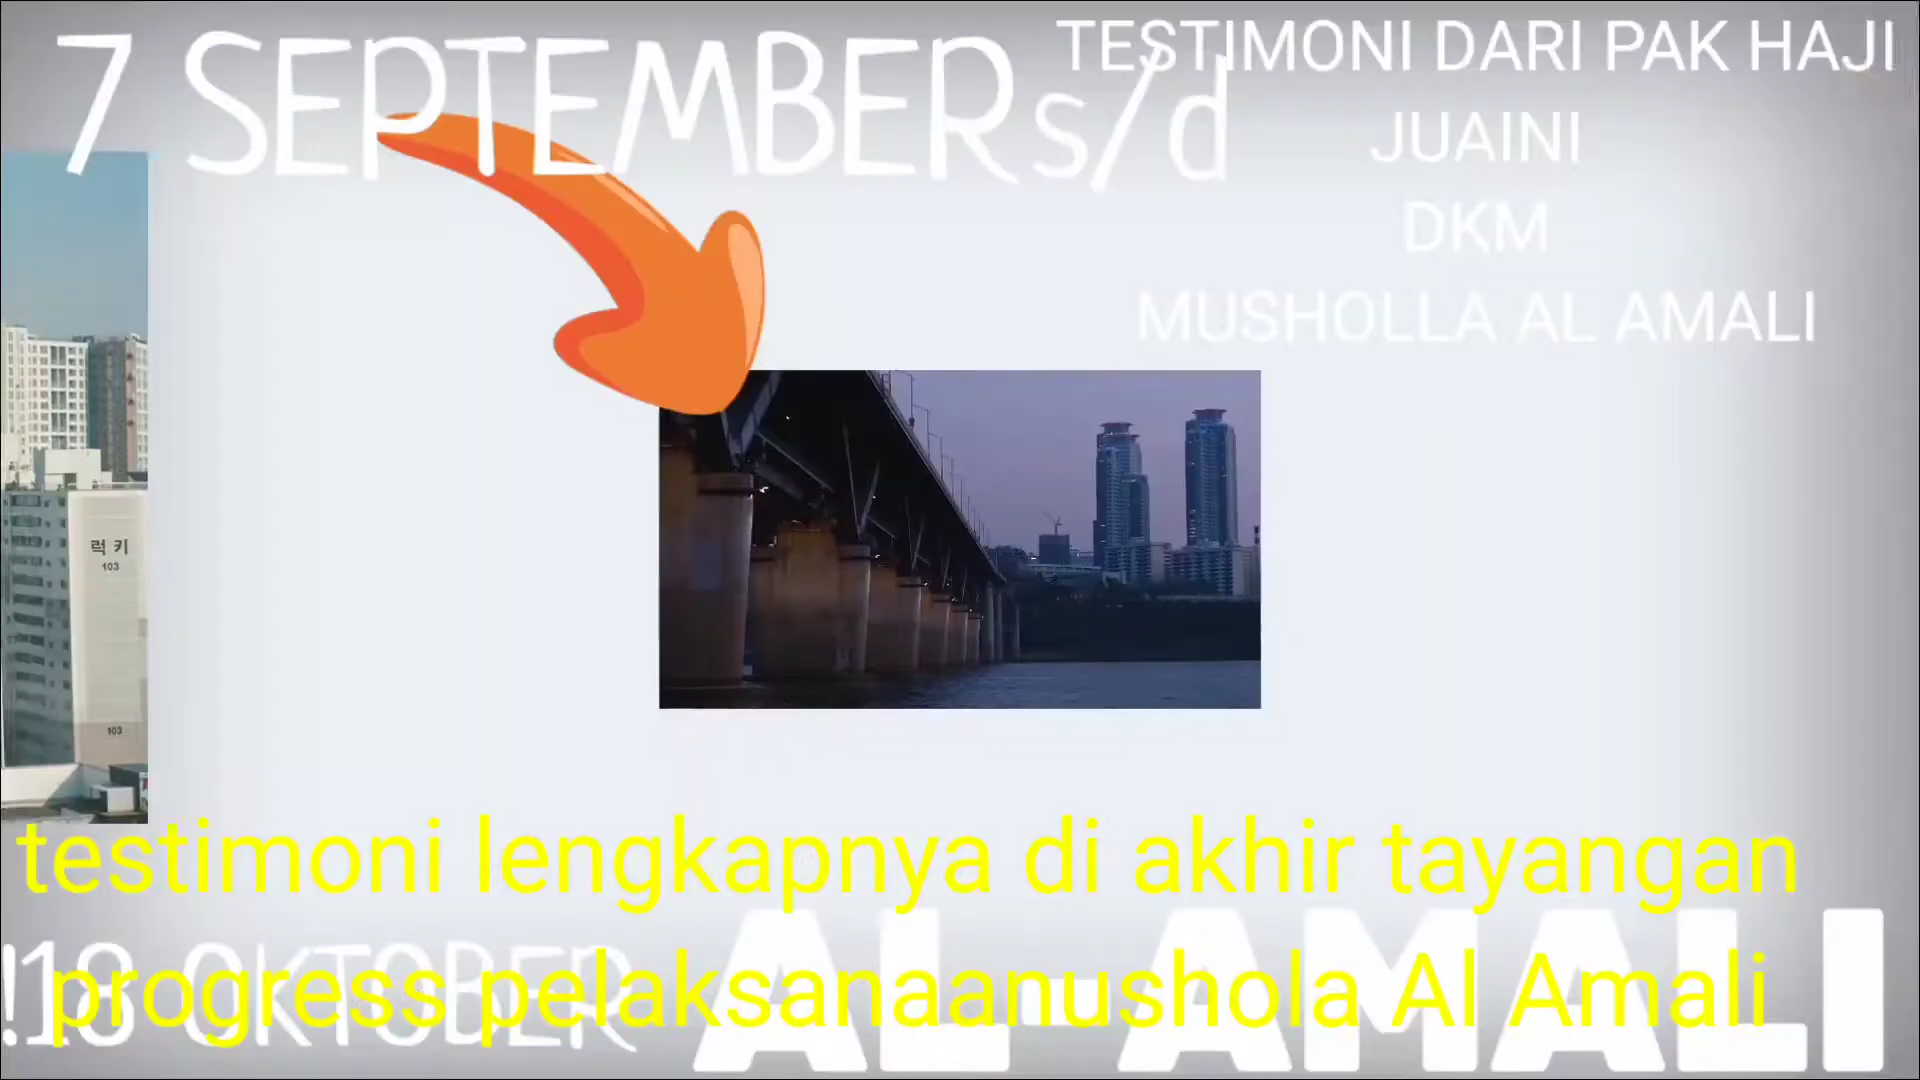 7 SEPTEMBER s/d
TESTIMONI DARI PAK HAJI
JUAINI
DKM
MUSHOLLA AL AMALI
럭키
103
103
testimoni lengkapnya di akhir tayangan
progress pelaksanaanushola Al Amali
!18 OKTOBER
AL-AMALI